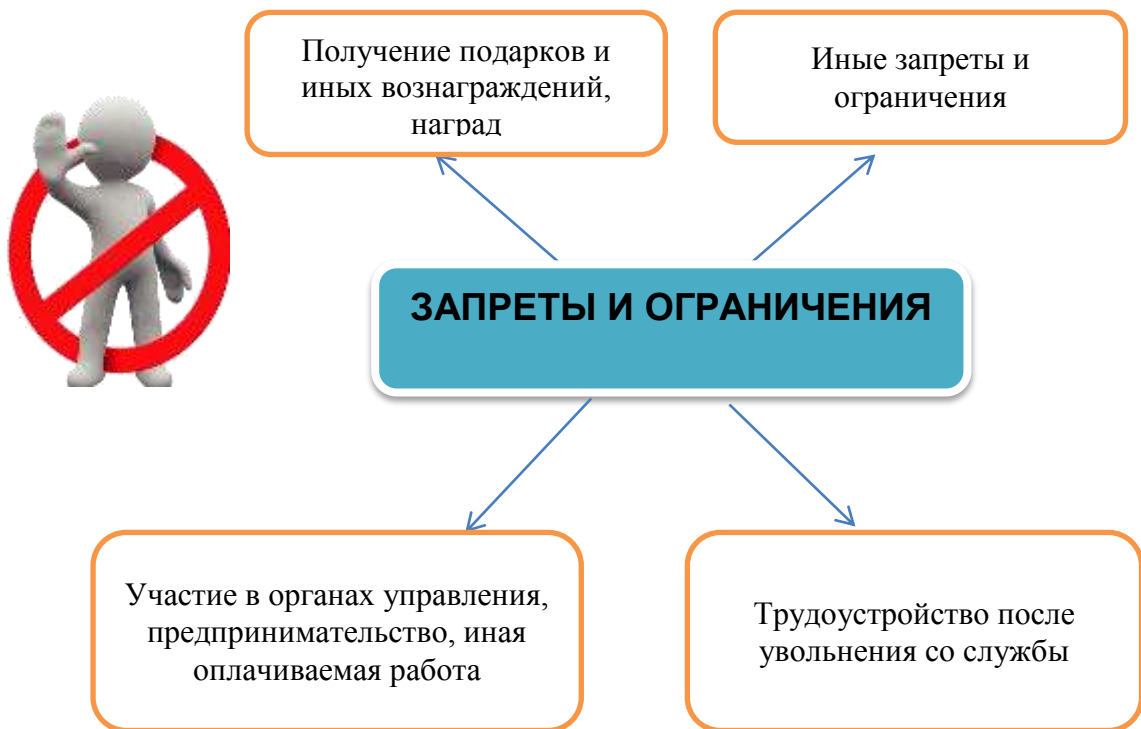 Получение подарков и
иных вознаграждений,
наград
Иные запреты и
ограничения
ЗАПРЕТЫ И ОГРАНИЧЕНИЯ
Участие в органах управления,
предпринимательство, иная
оплачиваемая работа
Трудоустройство после
увольнения со службы